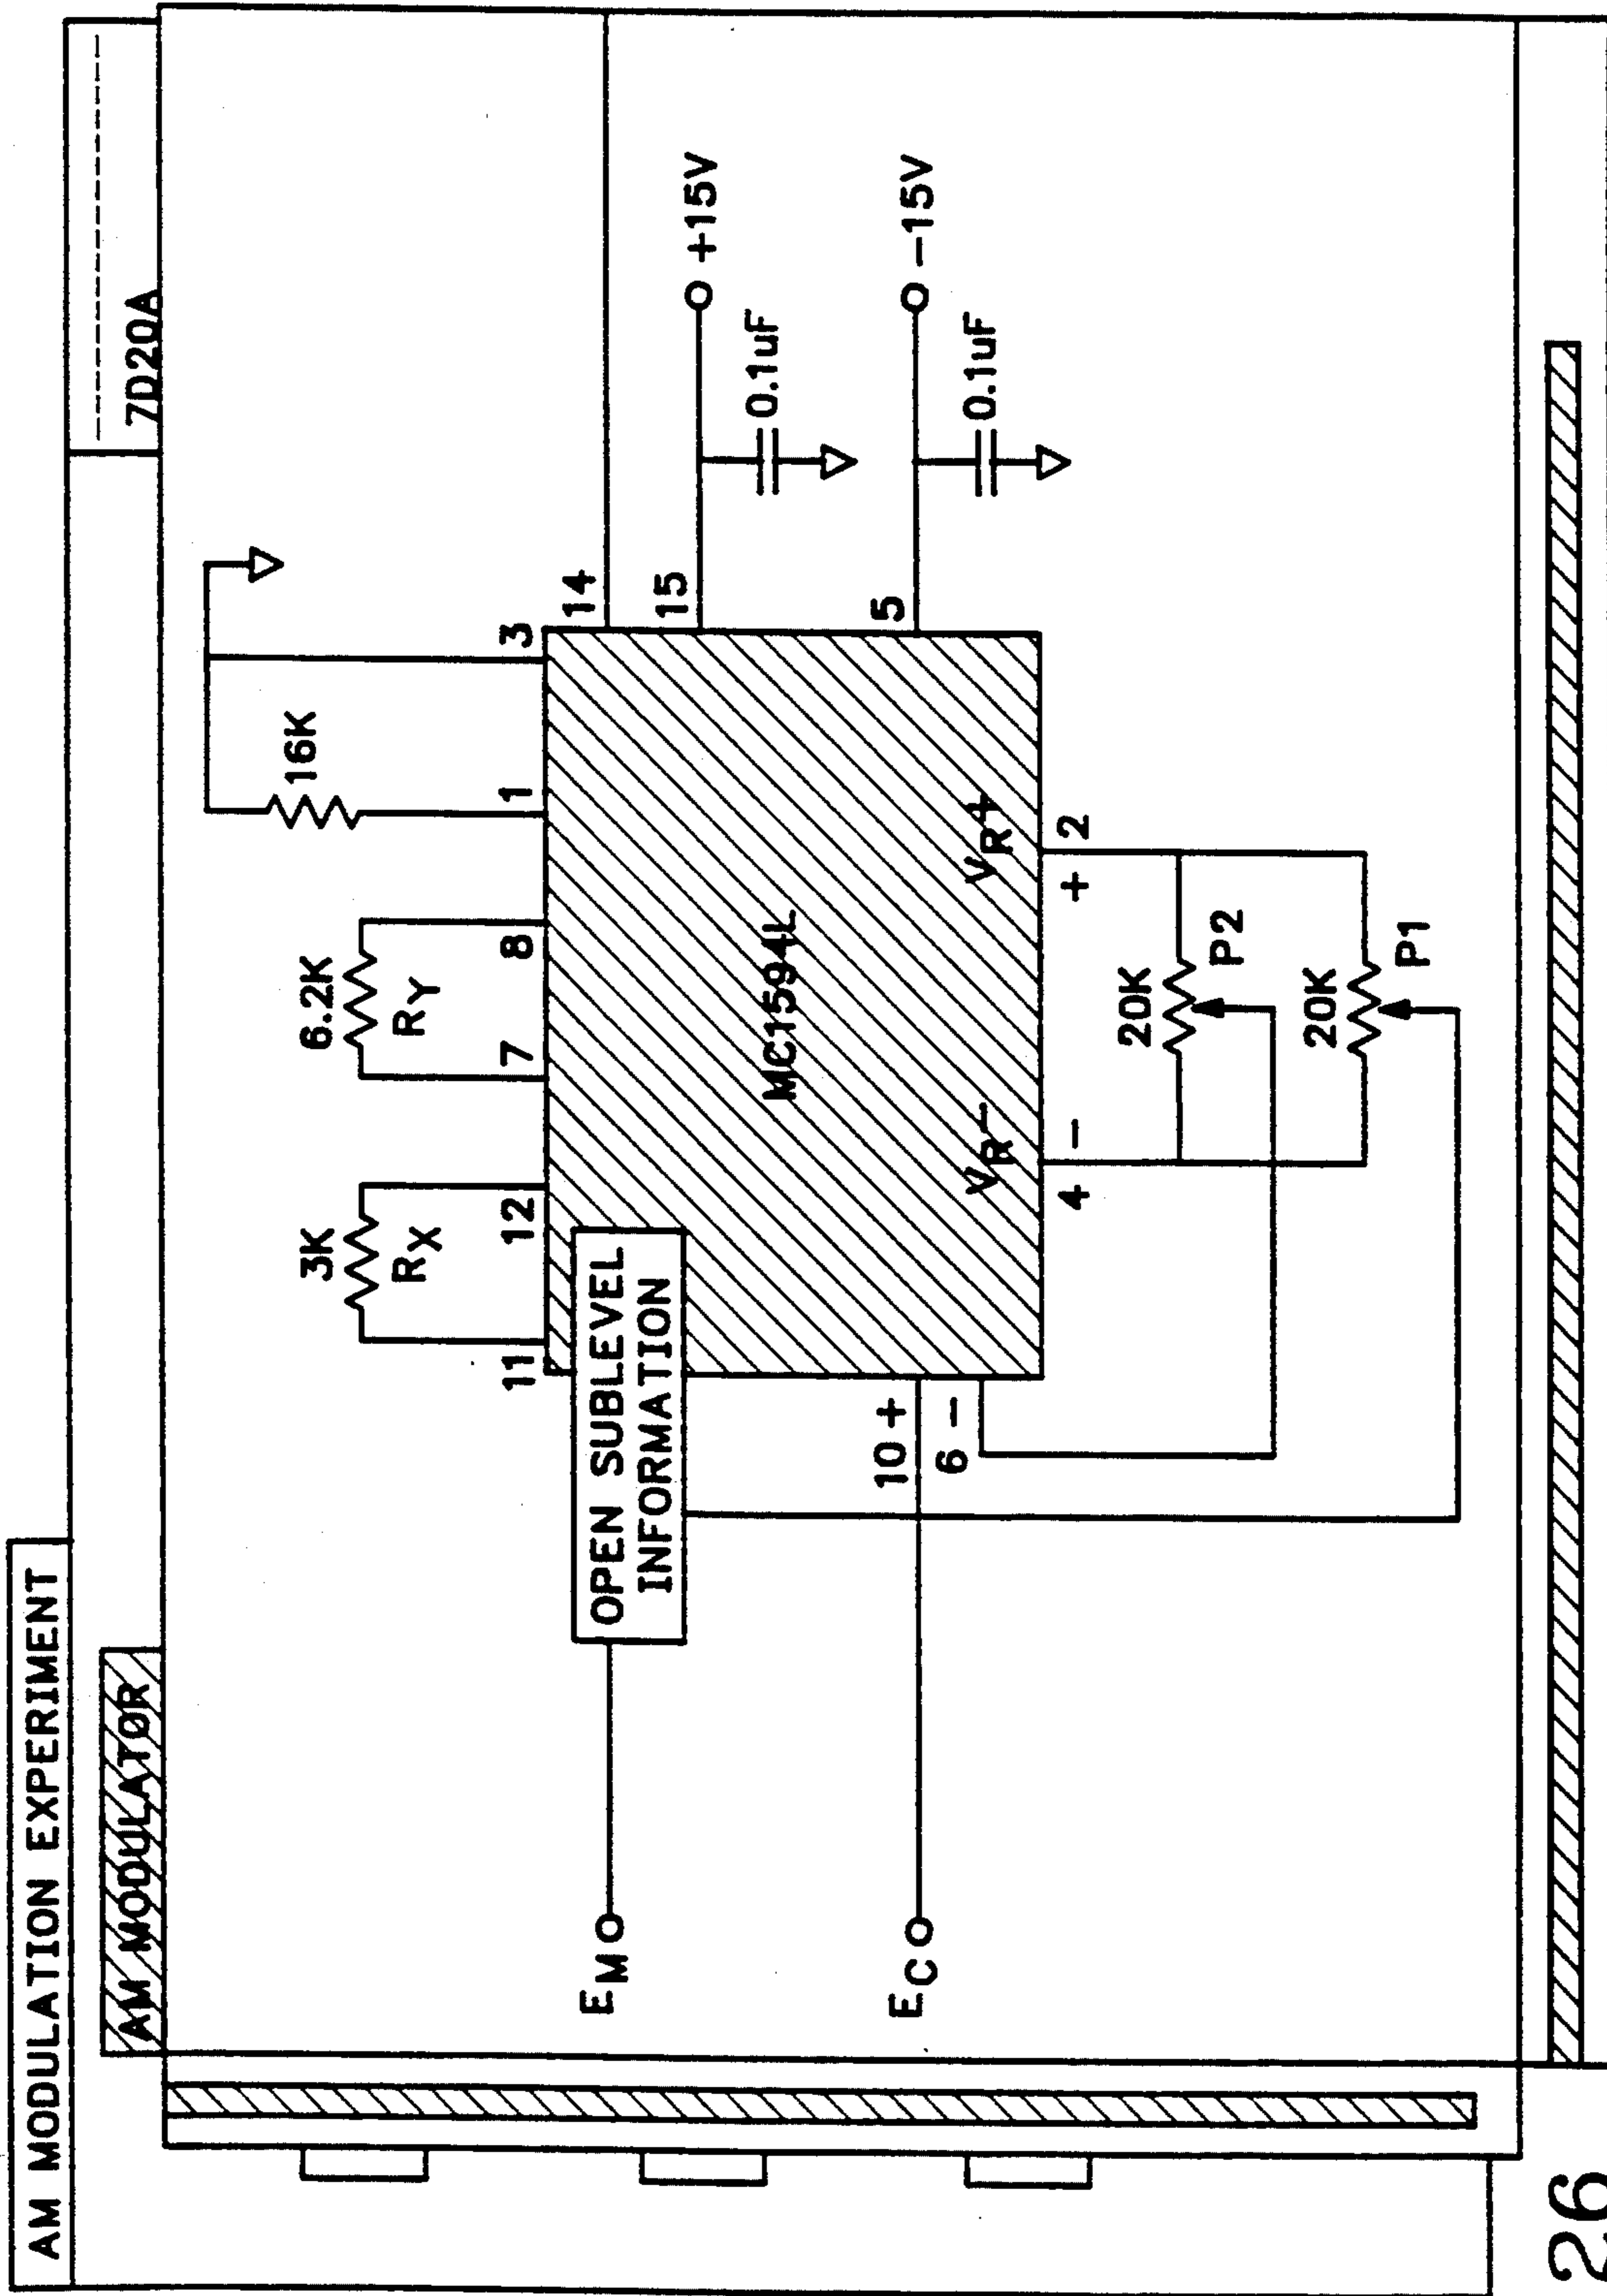 AM MODULATION EXPERIMENT
AM MODULATØR
7D20A
3K
RX
6.2K
RY
16K
11
12
7
8
1
3
14
15
+15V
0.1uF
5
-15V
0.1uF
OPEN SUBLEVEL
INFORMATION
EM
EC
10 +
6 -
MC1594L
VR-
VR+
4 -
+ 2
20K
P2
20K
P1
26